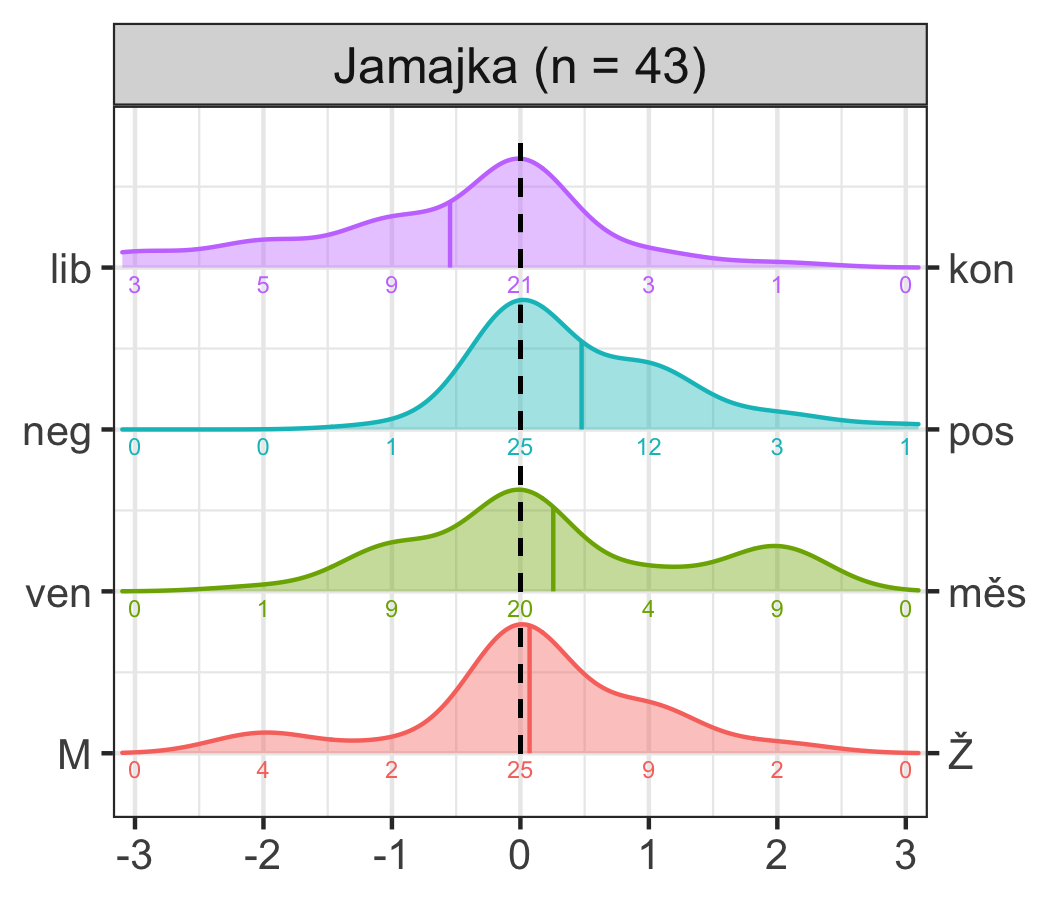 Jamajka (n = 43)
lib kon
3 5 9 21 3 1 0
neg pos
0 0 1 25 12 3 1
ven měs
0 1 9 20 4 9 0
M Ž
0 4 2 25 9 2 0
-3 -2 -1 0 1 2 3